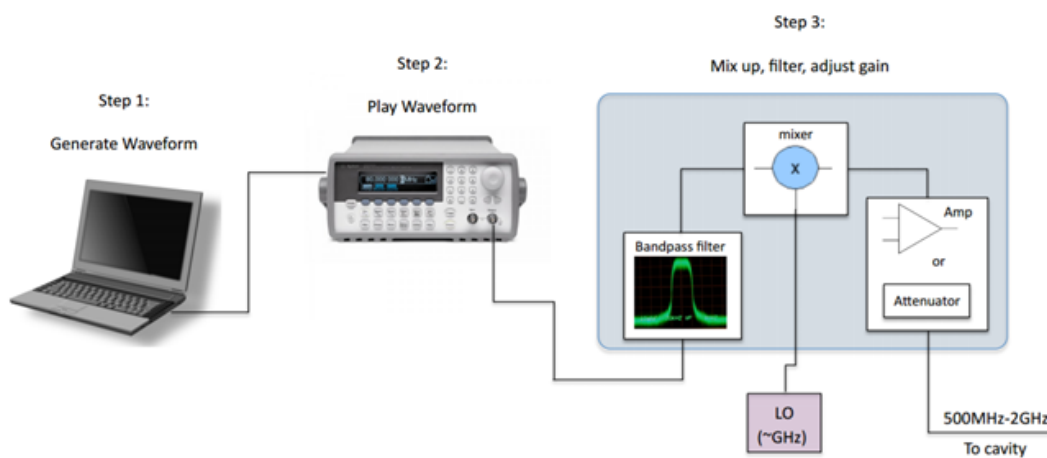 Step 1:
Generate Waveform
Step 2:
Play Waveform
Step 3:
Mix up, filter, adjust gain
mixer
X
Bandpass filter
Amp
or
Attenuator
LO
(~GHz)
500MHz-2GHz
To cavity